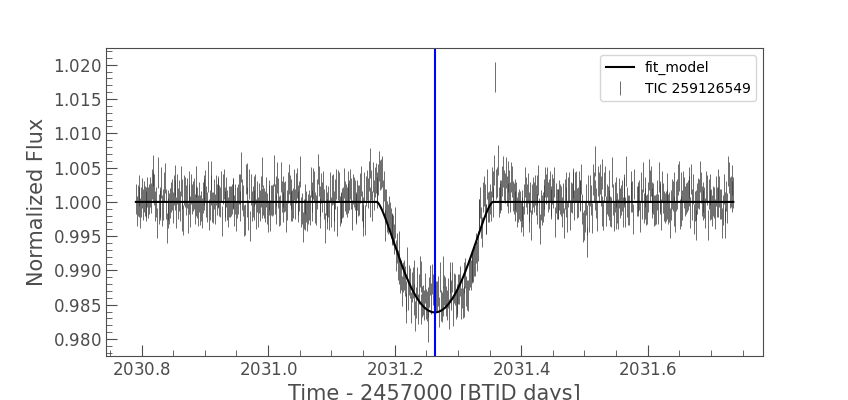 1.020
1.015
1.010
1.005
1.000
0.995
0.990
0.985
0.980
Normalized Flux
fit_model
TIC 259126549
2030.8 2031.0 2031.2 2031.4 2031.6
Time - 2457000 [BTJD days]